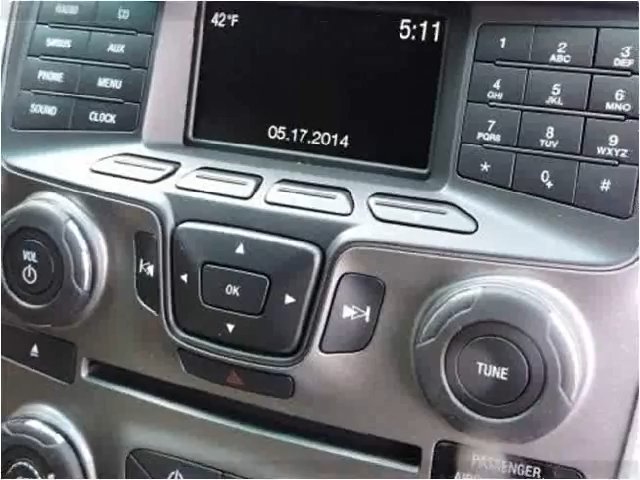 RADIO CD
42°F 5:11
SIRIUS AUX
PHONE MENU
SOUND CLOCK
05.17.2014
1 2 ABC 3 DEF
4 GHI 5 JKL 6 MNO
7 PQRS 8 TUV 9 WXYZ
* 0+ #
VOL
OK
TUNE
PASSENGER